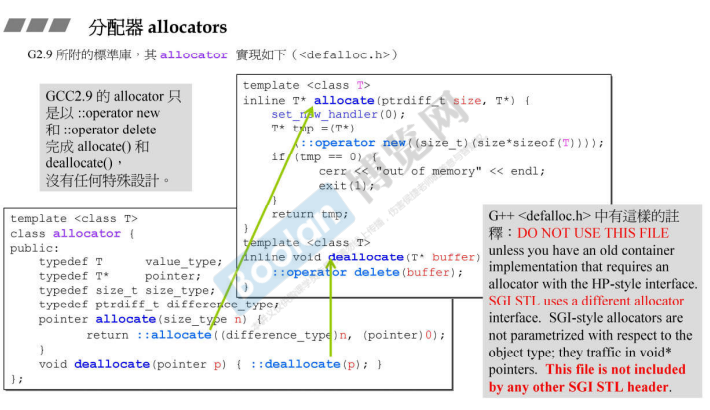 分配器 allocators
G2.9 所附的標準庫，其 allocator 實現如下（<defalloc.h>）
GCC2.9 的 allocator 只
是以 ::operator new
和 ::operator delete
完成 allocate() 和
deallocate()，
沒有任何特殊設計。
template <class T>
inline T* allocate(ptrdiff_t size, T*) {
set_new_handler(0);
T* tmp =(T*)
(::operator new((size_t)(size*sizeof(T))));
if (tmp == 0) {
cerr << "out of memory" << endl;
exit(1);
}
return tmp;
}
template <class T>
inline void deallocate(T* buffer)
::operator delete(buffer);
}
template <class T>
class allocator {
public:
typedef T value_type;
typedef T* pointer;
typedef size_t size_type;
typedef ptrdiff_t difference_type;
pointer allocate(size_type n) {
return ::allocate((difference_type)n, (pointer)0);
}
void deallocate(pointer p) { ::deallocate(p); }
};
G++ <defalloc.h> 中有這樣的註
釋：DO NOT USE THIS FILE
unless you have an old container
implementation that requires an
allocator with the HP-style interface.
SGI STL uses a different allocator
interface. SGI-style allocators are
not parametrized with respect to the
object type; they traffic in void*
pointers. This file is not included
by any other SGI STL header.
Boolan
博览网